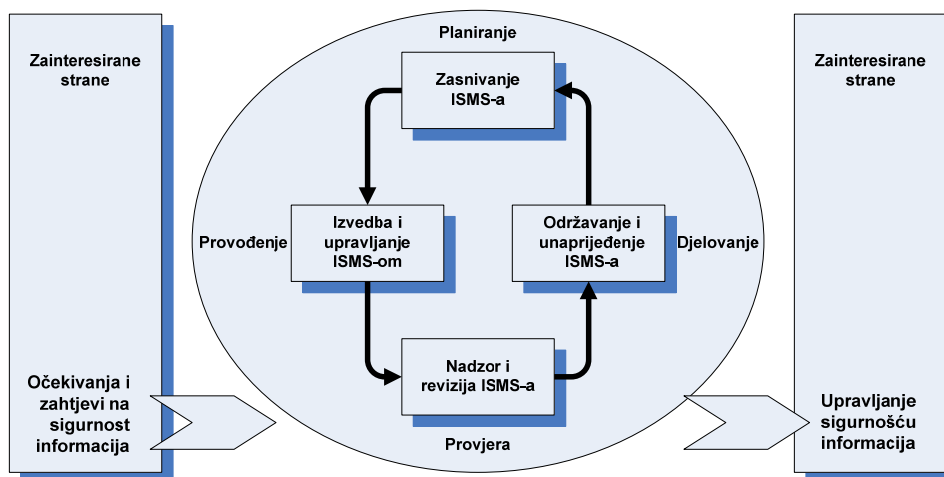 Zainteresirane
strane
Očekivanja i
zahtjevi na
sigurnost
informacija
Planiranje
Zasnivanje
ISMS-a
Provođenje
Izvedba i
upravljanje
ISMS-om
Održavanje i
unaprijeđenje
ISMS-a
Djelovanje
Nadzor i
revizija ISMS-a
Provjera
Zainteresirane
strane
Upravljanje
sigurnošću
informacija